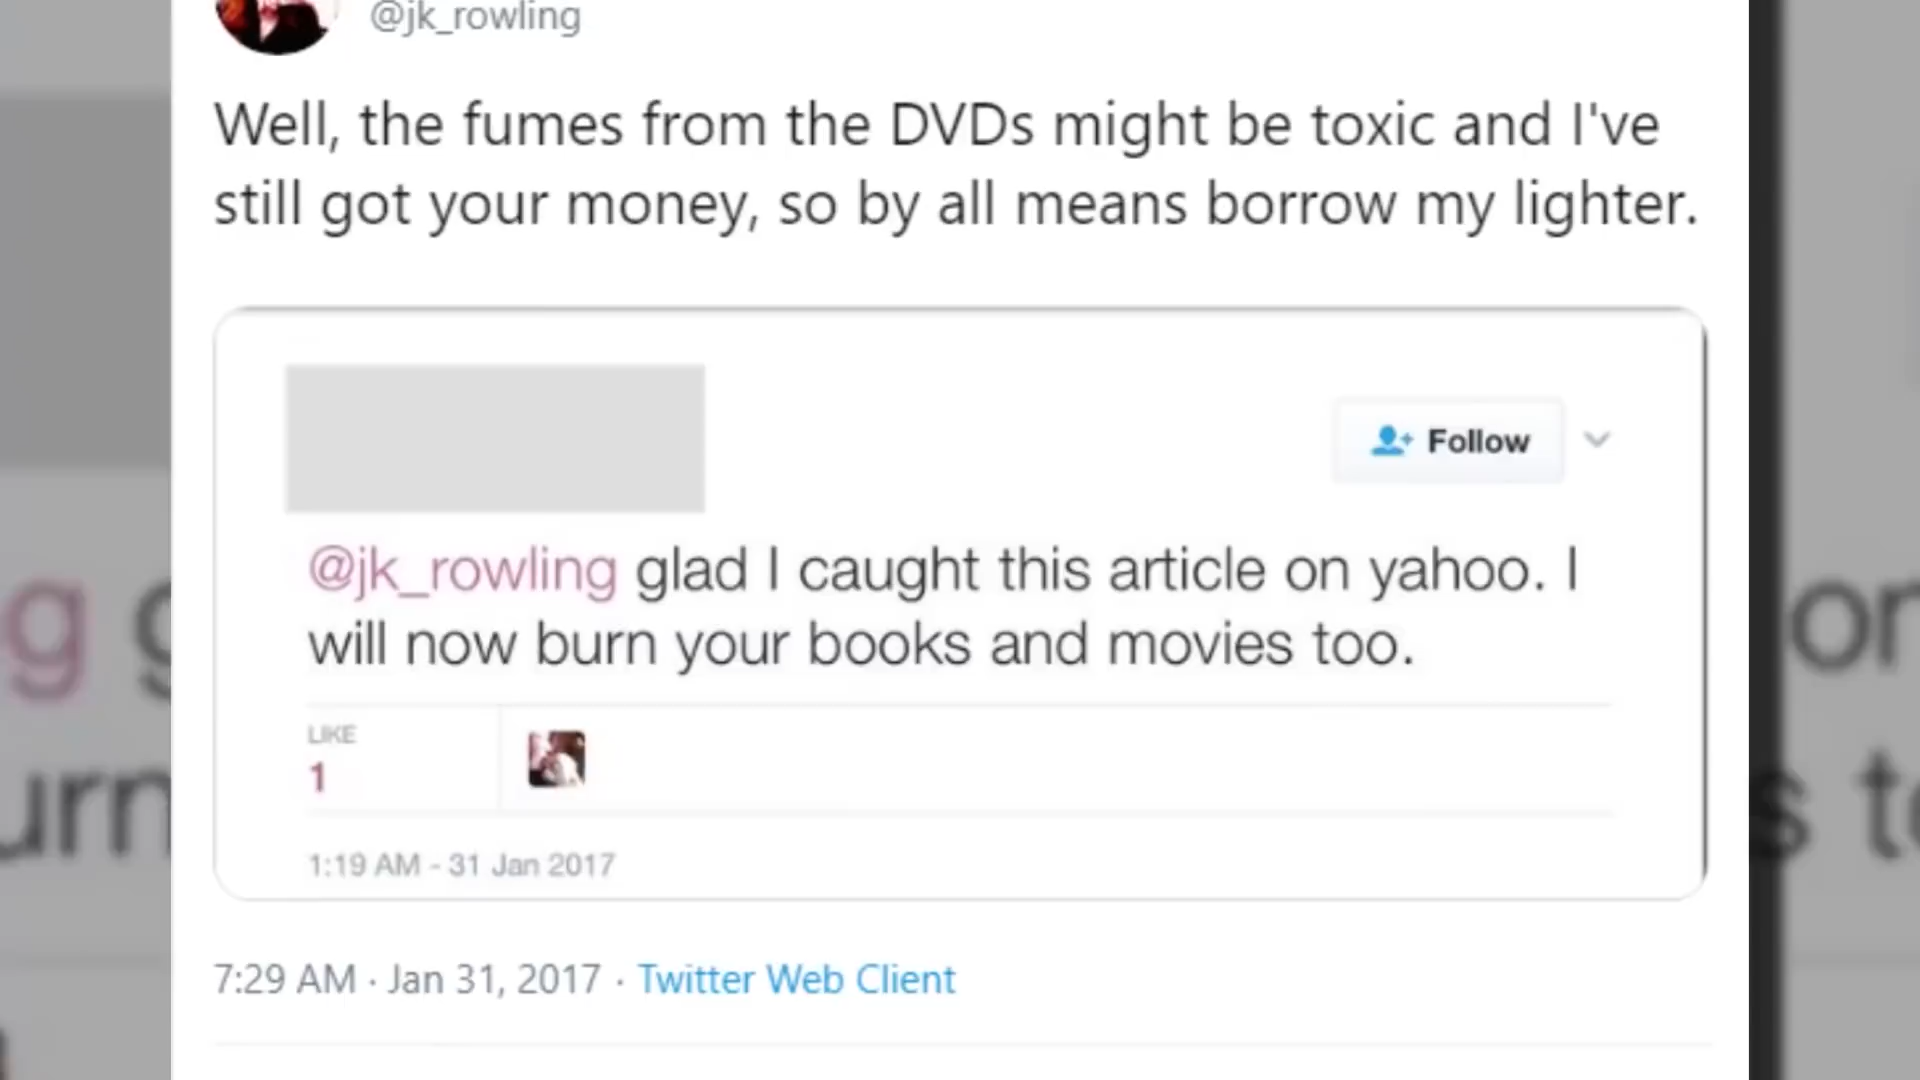 @jk_rowling
Well, the fumes from the DVDs might be toxic and I've
still got your money, so by all means borrow my lighter.
Follow
@jk_rowling glad I caught this article on yahoo. I
will now burn your books and movies too.
LIKE
1
1:19 AM - 31 Jan 2017
7:29 AM · Jan 31, 2017 · Twitter Web Client